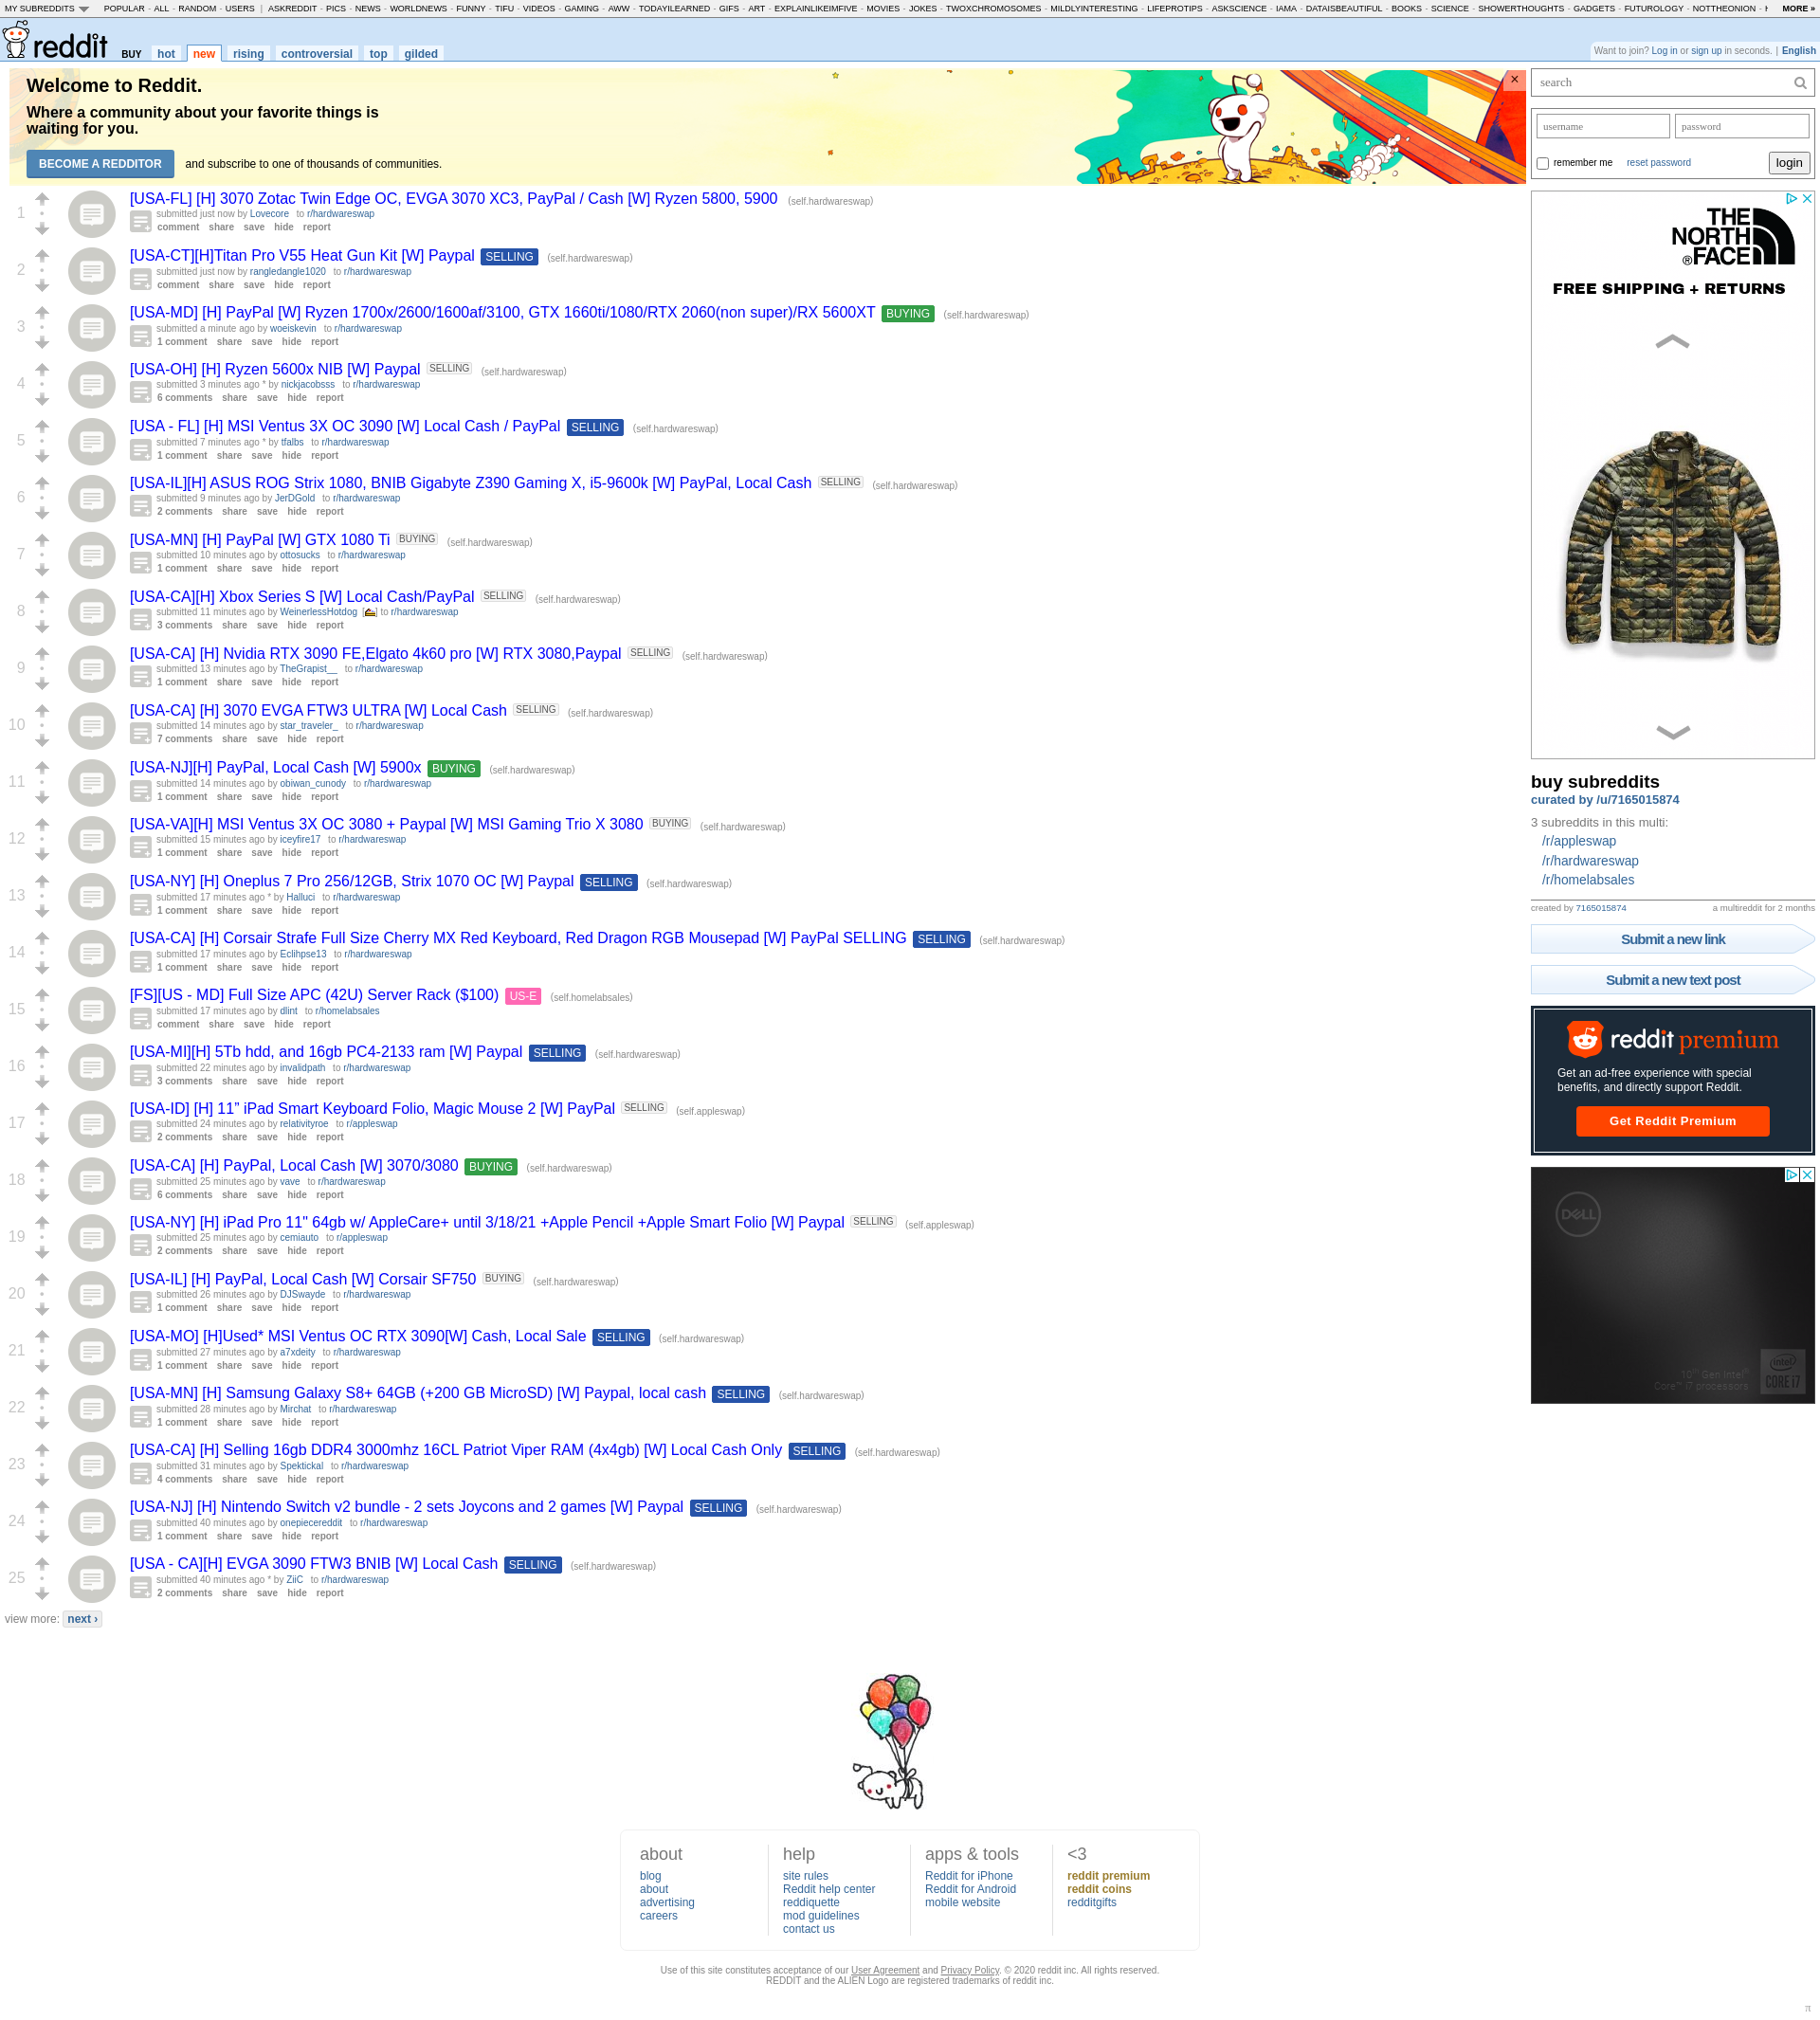 MY SUBREDDITS POPULAR - ALL - RANDOM - USERS | ASKREDDIT - PICS - NEWS - WORLDNEWS - FUNNY - TIFU - VIDEOS - GAMING - AWW - TODAYILEARNED - GIFS - ART - EXPLAINLIKEIMFIVE - MOVIES - JOKES - TWOXCHROMOSOMES - MILDLYINTERESTING - LIFEPROTIPS - ASKSCIENCE - IAMA - DATAISBEAUTIFUL - BOOKS - SCIENCE - SHOWERTHOUGHTS - GADGETS - FUTUROLOGY - NOTTHEONION - MORE »
reddit BUY hot new rising controversial top gilded
Want to join? Log in or sign up in seconds. | English
Welcome to Reddit.
Where a community about your favorite things is
waiting for you.
BECOME A REDDITOR and subscribe to one of thousands of communities.
1 [USA-FL] [H] 3070 Zotac Twin Edge OC, EVGA 3070 XC3, PayPal / Cash [W] Ryzen 5800, 5900 (self.hardwareswap)
submitted just now by Lovecore to r/hardwareswap
comment share save hide report
2 [USA-CT][H]Titan Pro V55 Heat Gun Kit [W] Paypal SELLING (self.hardwareswap)
submitted just now by rangledangle1020 to r/hardwareswap
comment share save hide report
3 [USA-MD] [H] PayPal [W] Ryzen 1700x/2600/1600af/3100, GTX 1660ti/1080/RTX 2060(non super)/RX 5600XT BUYING (self.hardwareswap)
submitted a minute ago by woeiskevin to r/hardwareswap
1 comment share save hide report
4 [USA-OH] [H] Ryzen 5600x NIB [W] Paypal SELLING (self.hardwareswap)
submitted 3 minutes ago * by nickjacobsss to r/hardwareswap
6 comments share save hide report
5 [USA - FL] [H] MSI Ventus 3X OC 3090 [W] Local Cash / PayPal SELLING (self.hardwareswap)
submitted 7 minutes ago * by tfalbs to r/hardwareswap
1 comment share save hide report
6 [USA-IL][H] ASUS ROG Strix 1080, BNIB Gigabyte Z390 Gaming X, i5-9600k [W] PayPal, Local Cash SELLING (self.hardwareswap)
submitted 9 minutes ago by JerDGold to r/hardwareswap
2 comments share save hide report
7 [USA-MN] [H] PayPal [W] GTX 1080 Ti BUYING (self.hardwareswap)
submitted 10 minutes ago by ottosucks to r/hardwareswap
1 comment share save hide report
8 [USA-CA][H] Xbox Series S [W] Local Cash/PayPal SELLING (self.hardwareswap)
submitted 11 minutes ago by WeinerlessHotdog [] to r/hardwareswap
3 comments share save hide report
9 [USA-CA] [H] Nvidia RTX 3090 FE,Elgato 4k60 pro [W] RTX 3080,Paypal SELLING (self.hardwareswap)
submitted 13 minutes ago by TheGrapist__ to r/hardwareswap
1 comment share save hide report
10 [USA-CA] [H] 3070 EVGA FTW3 ULTRA [W] Local Cash SELLING (self.hardwareswap)
submitted 14 minutes ago by star_traveler_ to r/hardwareswap
7 comments share save hide report
11 [USA-NJ][H] PayPal, Local Cash [W] 5900x BUYING (self.hardwareswap)
submitted 14 minutes ago by obiwan_cunody to r/hardwareswap
1 comment share save hide report
12 [USA-VA][H] MSI Ventus 3X OC 3080 + Paypal [W] MSI Gaming Trio X 3080 BUYING (self.hardwareswap)
submitted 15 minutes ago by iceyfire17 to r/hardwareswap
1 comment share save hide report
13 [USA-NY] [H] Oneplus 7 Pro 256/12GB, Strix 1070 OC [W] Paypal SELLING (self.hardwareswap)
submitted 17 minutes ago * by Halluci to r/hardwareswap
1 comment share save hide report
14 [USA-CA] [H] Corsair Strafe Full Size Cherry MX Red Keyboard, Red Dragon RGB Mousepad [W] PayPal SELLING SELLING (self.hardwareswap)
submitted 17 minutes ago by Eclihpse13 to r/hardwareswap
1 comment share save hide report
15 [FS][US - MD] Full Size APC (42U) Server Rack ($100) US-E (self.homelabsales)
submitted 17 minutes ago by dlint to r/homelabsales
comment share save hide report
16 [USA-MI][H] 5Tb hdd, and 16gb PC4-2133 ram [W] Paypal SELLING (self.hardwareswap)
submitted 22 minutes ago by invalidpath to r/hardwareswap
3 comments share save hide report
17 [USA-ID] [H] 11” iPad Smart Keyboard Folio, Magic Mouse 2 [W] PayPal SELLING (self.appleswap)
submitted 24 minutes ago by relativityroe to r/appleswap
2 comments share save hide report
18 [USA-CA] [H] PayPal, Local Cash [W] 3070/3080 BUYING (self.hardwareswap)
submitted 25 minutes ago by vave to r/hardwareswap
6 comments share save hide report
19 [USA-NY] [H] iPad Pro 11" 64gb w/ AppleCare+ until 3/18/21 +Apple Pencil +Apple Smart Folio [W] Paypal SELLING (self.appleswap)
submitted 25 minutes ago by cemiauto to r/appleswap
2 comments share save hide report
20 [USA-IL] [H] PayPal, Local Cash [W] Corsair SF750 BUYING (self.hardwareswap)
submitted 26 minutes ago by DJSwayde to r/hardwareswap
1 comment share save hide report
21 [USA-MO] [H]Used* MSI Ventus OC RTX 3090[W] Cash, Local Sale SELLING (self.hardwareswap)
submitted 27 minutes ago by a7xdeity to r/hardwareswap
1 comment share save hide report
22 [USA-MN] [H] Samsung Galaxy S8+ 64GB (+200 GB MicroSD) [W] Paypal, local cash SELLING (self.hardwareswap)
submitted 28 minutes ago by Mirchat to r/hardwareswap
1 comment share save hide report
23 [USA-CA] [H] Selling 16gb DDR4 3000mhz 16CL Patriot Viper RAM (4x4gb) [W] Local Cash Only SELLING (self.hardwareswap)
submitted 31 minutes ago by Spektickal to r/hardwareswap
4 comments share save hide report
24 [USA-NJ] [H] Nintendo Switch v2 bundle - 2 sets Joycons and 2 games [W] Paypal SELLING (self.hardwareswap)
submitted 40 minutes ago by onepiecereddit to r/hardwareswap
1 comment share save hide report
25 [USA - CA][H] EVGA 3090 FTW3 BNIB [W] Local Cash SELLING (self.hardwareswap)
submitted 40 minutes ago * by ZiiC to r/hardwareswap
2 comments share save hide report
view more: next ›
search
username password
remember me reset password login
THE
NORTH
®FACE
FREE SHIPPING + RETURNS
buy subreddits
curated by /u/7165015874
3 subreddits in this multi:
/r/appleswap
/r/hardwareswap
/r/homelabsales
created by 7165015874 a multireddit for 2 months
Submit a new link
Submit a new text post
reddit premium
Get an ad-free experience with special
benefits, and directly support Reddit.
Get Reddit Premium
DELL
10th Gen Intel®
Core™ i7 processors
intel
CORE i7
about
blog
about
advertising
careers
help
site rules
Reddit help center
reddiquette
mod guidelines
contact us
apps & tools
Reddit for iPhone
Reddit for Android
mobile website
<3
reddit premium
reddit coins
redditgifts
Use of this site constitutes acceptance of our User Agreement and Privacy Policy. © 2020 reddit inc. All rights reserved.
REDDIT and the ALIEN Logo are registered trademarks of reddit inc.
π